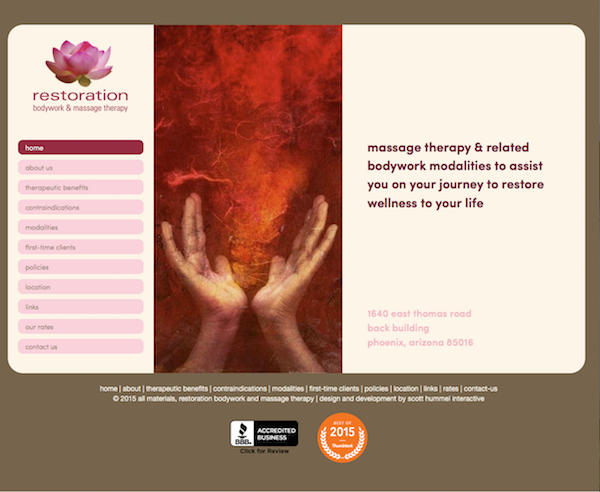 restoration
bodywork & massage therapy
home
about us
therapeutic benefits
contraindications
modalities
first-time clients
policies
location
links
our rates
contact us
massage therapy & related
bodywork modalities to assist
you on your journey to restore
wellness to your life
1640 east thomas road
back building
phoenix, arizona 85016
home | about | therapeutic benefits | contraindications | modalities | first-time clients | policies | location | links | rates | contact-us
© 2015 all materials, restoration bodywork and massage therapy | design and development by scott hummel interactive
BBB.
ACCREDITED
BUSINESS
Click for Review
BEST OF
2015
Thumbtack